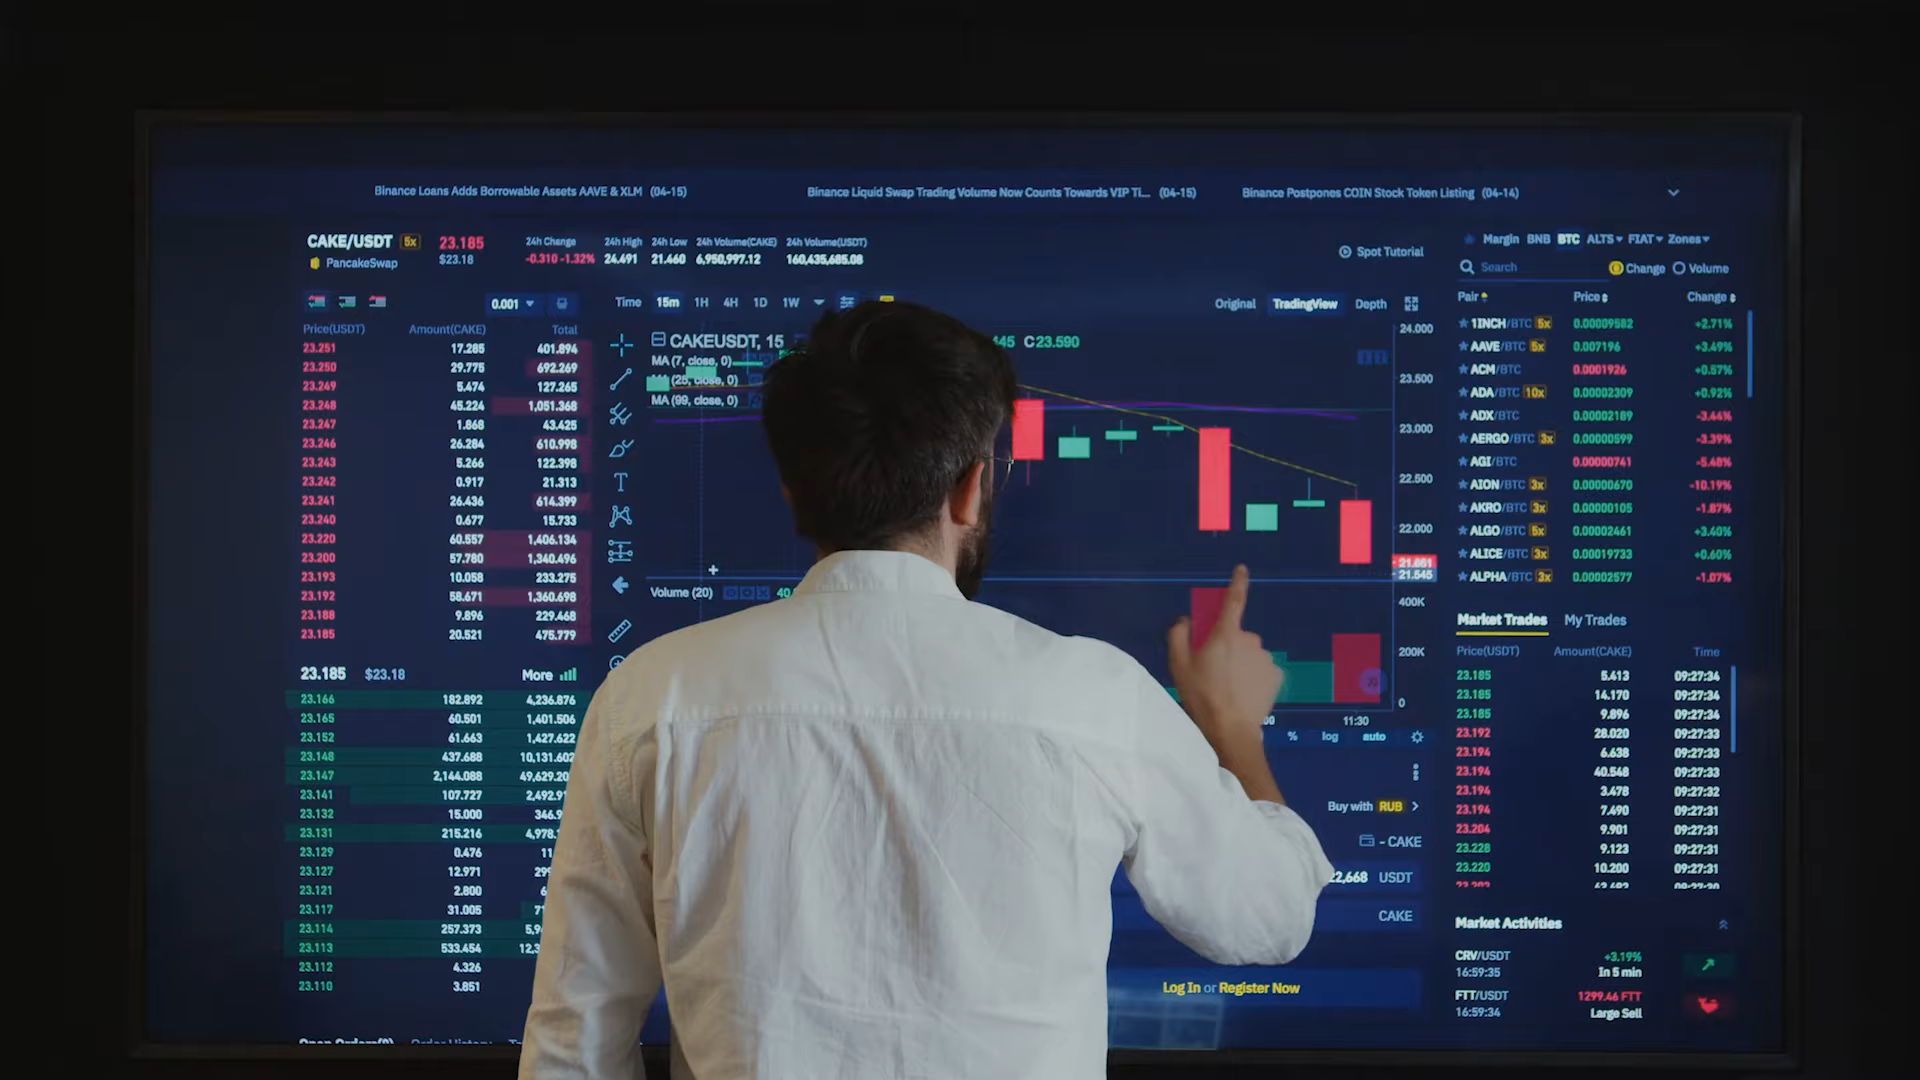 Binance Loans Adds Borrowable Assets AAVE & XLM (04-15)
Binance Liquid Swap Trading Volume Now Counts Towards VIP Ti... (04-15)
Binance Postpones COIN Stock Token Listing (04-14)
CAKE/USDT 5x 23.185
PancakeSwap $23.18
24h Change 24h High 24h Low 24h Volume(CAKE) 24h Volume(USDT)
-0.310 -1.32% 24.491 21.460 6,950,997.12 160,435,685.08
Spot Tutorial
0.001
Price(USDT) Amount(CAKE) Total
23.251 17.285 401.894
23.250 29.775 692.269
23.249 5.474 127.265
23.248 45.224 1,051.368
23.247 1.868 43.425
23.246 26.284 610.998
23.243 5.266 122.398
23.242 0.917 21.313
23.241 26.436 614.399
23.240 0.677 15.733
23.220 60.557 1,406.134
23.200 57.780 1,340.496
23.193 10.058 233.275
23.192 58.671 1,360.698
23.188 9.896 229.468
23.185 20.521 475.779
23.185 $23.18 More
23.166 182.892 4,236.876
23.165 60.501 1,401.506
23.152 61.663 1,427.622
23.148 437.688 10,131.602
23.147 2,144.088 49,629.20
23.141 107.727 2,492.9
23.132 15.000 346.9
23.131 215.216 4,978.
23.129 0.476 11
23.127 12.971 299
23.121 2.800 6
23.117 31.005 7
23.114 257.373 5,9
23.113 533.454 12,3
23.112 4.326
23.110 3.851
Open Orders(0) Order History T
Time 15m 1H 4H 1D 1W
Original TradingView Depth
CAKEUSDT, 15
445 C23.590
MA (7, close, 0)
MA (25, close, 0)
MA (99, close, 0)
24.000
23.500
23.000
22.500
22.000
21.661
21.545
Volume (20) 40
400K
200K
0
:00 11:30
% log auto
Buy with RUB
- CAKE
22,668 USDT
CAKE
Log In or Register Now
Margin BNB BTC ALTS FIAT Zones
Search Change Volume
Pair Price Change
1INCH/BTC 5x 0.00009582 +2.71%
AAVE/BTC 5x 0.007196 +3.49%
ACM/BTC 0.0001926 +0.57%
ADA/BTC 10x 0.00002309 +0.92%
ADX/BTC 0.00002189 -3.44%
AERGO/BTC 3x 0.00000599 -3.39%
AGI/BTC 0.00000741 -5.48%
AION/BTC 3x 0.00000670 -10.19%
AKRO/BTC 3x 0.00000105 -1.87%
ALGO/BTC 5x 0.00002461 +3.40%
ALICE/BTC 3x 0.00019733 +0.60%
ALPHA/BTC 3x 0.00002577 -1.07%
Market Trades My Trades
Price(USDT) Amount(CAKE) Time
23.185 5.413 09:27:34
23.185 14.170 09:27:34
23.185 9.896 09:27:34
23.192 28.020 09:27:33
23.194 6.638 09:27:33
23.194 40.548 09:27:33
23.194 3.478 09:27:32
23.194 7.490 09:27:31
23.204 9.901 09:27:31
23.228 9.123 09:27:31
23.220 10.200 09:27:31
Market Activities
CRV/USDT +3.19%
16:59:35 In 5 min
FTT/USDT 1299.46 FTT
16:59:34 Large Sell